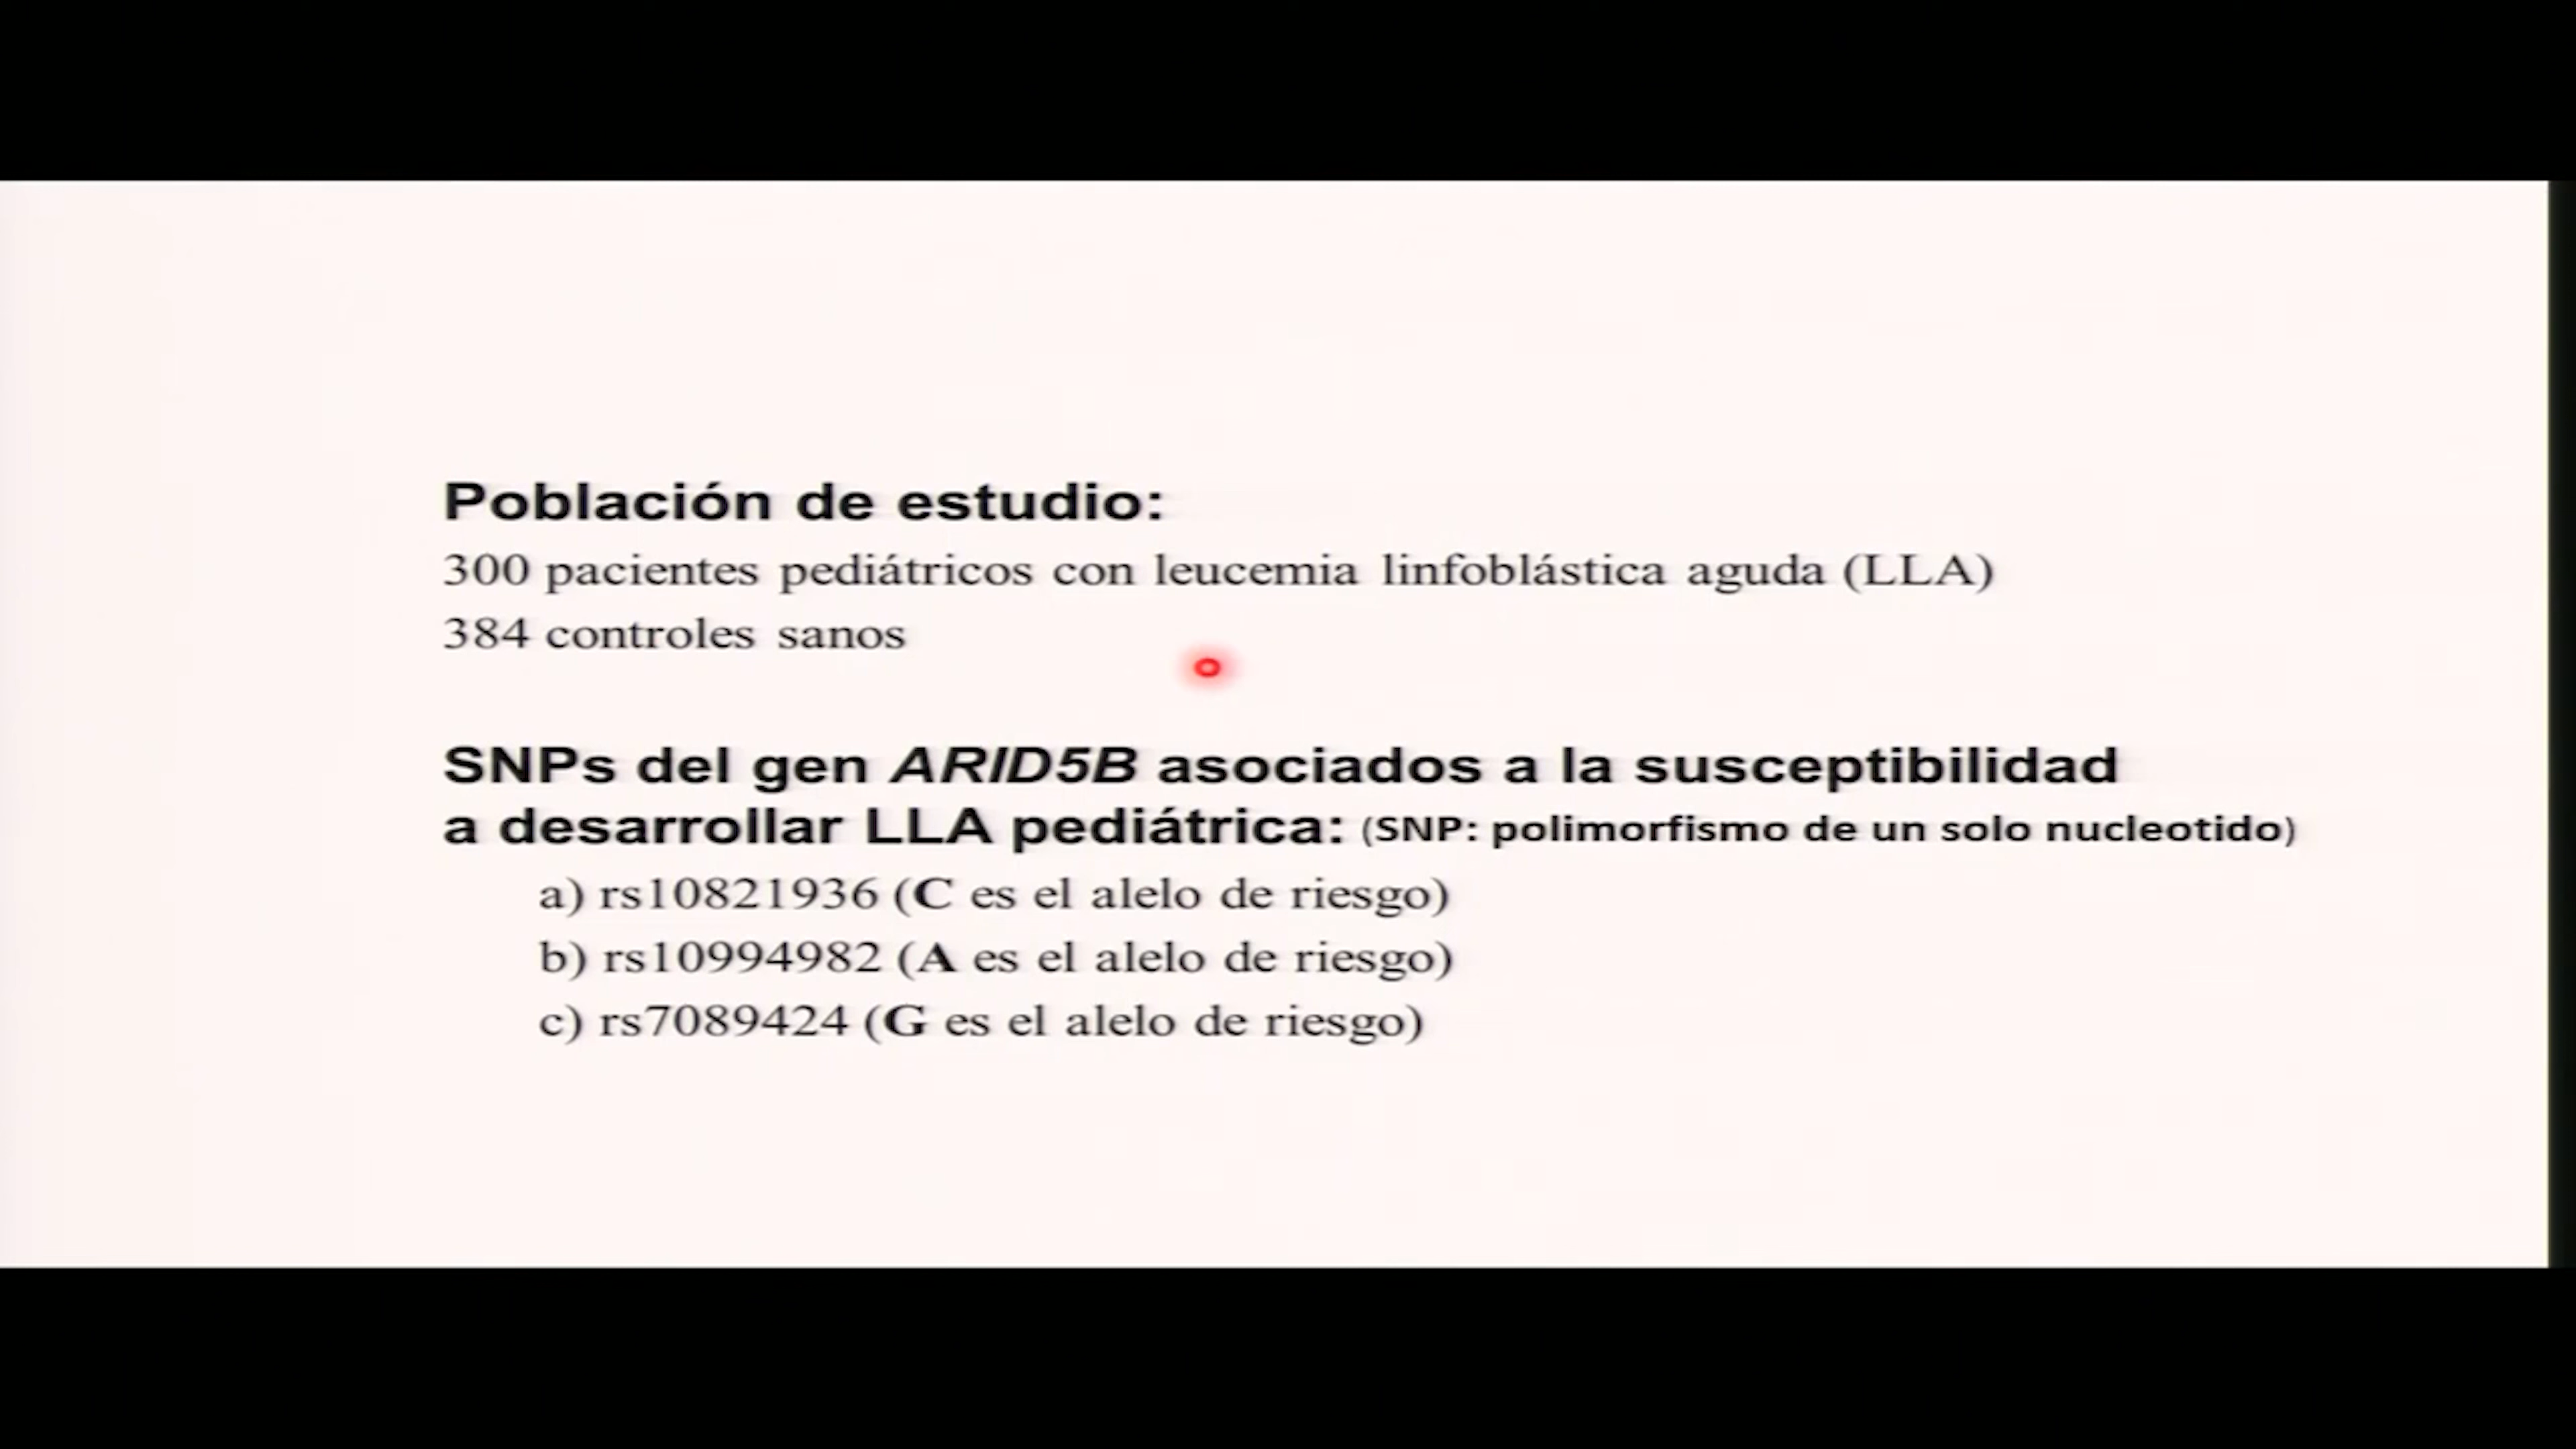 Población de estudio:
300 pacientes pediátricos con leucemia linfoblástica aguda (LLA)
384 controles sanos
SNPs del gen ARID5B asociados a la susceptibilidad
a desarrollar LLA pediátrica: (SNP: polimorfismo de un solo nucleotido)
a) rs10821936 (C es el alelo de riesgo)
b) rs10994982 (A es el alelo de riesgo)
c) rs7089424 (G es el alelo de riesgo)